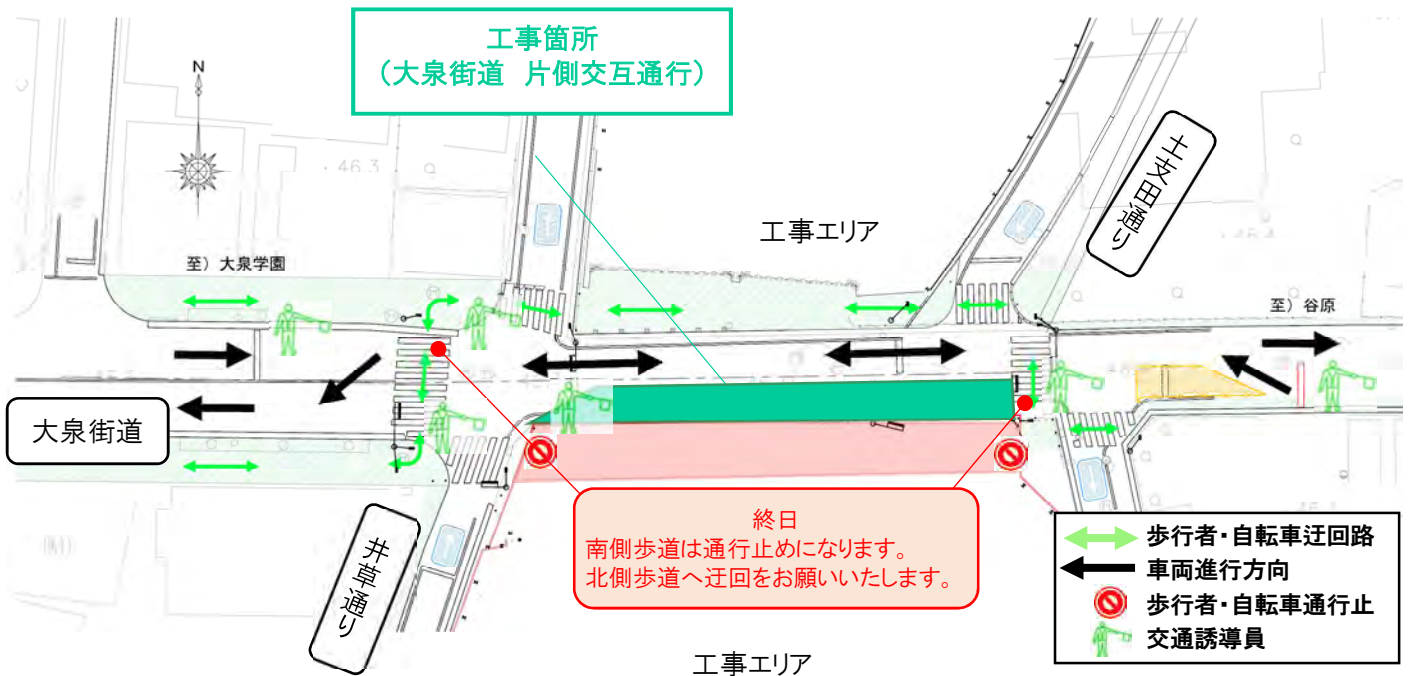 工事箇所
（大泉街道　片側交互通行）
N
46.3
工事エリア
土支田通り
至）大泉学園
至）谷原
大泉街道
井草通り
終日
南側歩道は通行止めになります。
北側歩道へ迂回をお願いいたします。
歩行者・自転車迂回路
車両進行方向
歩行者・自転車通行止
交通誘導員
工事エリア